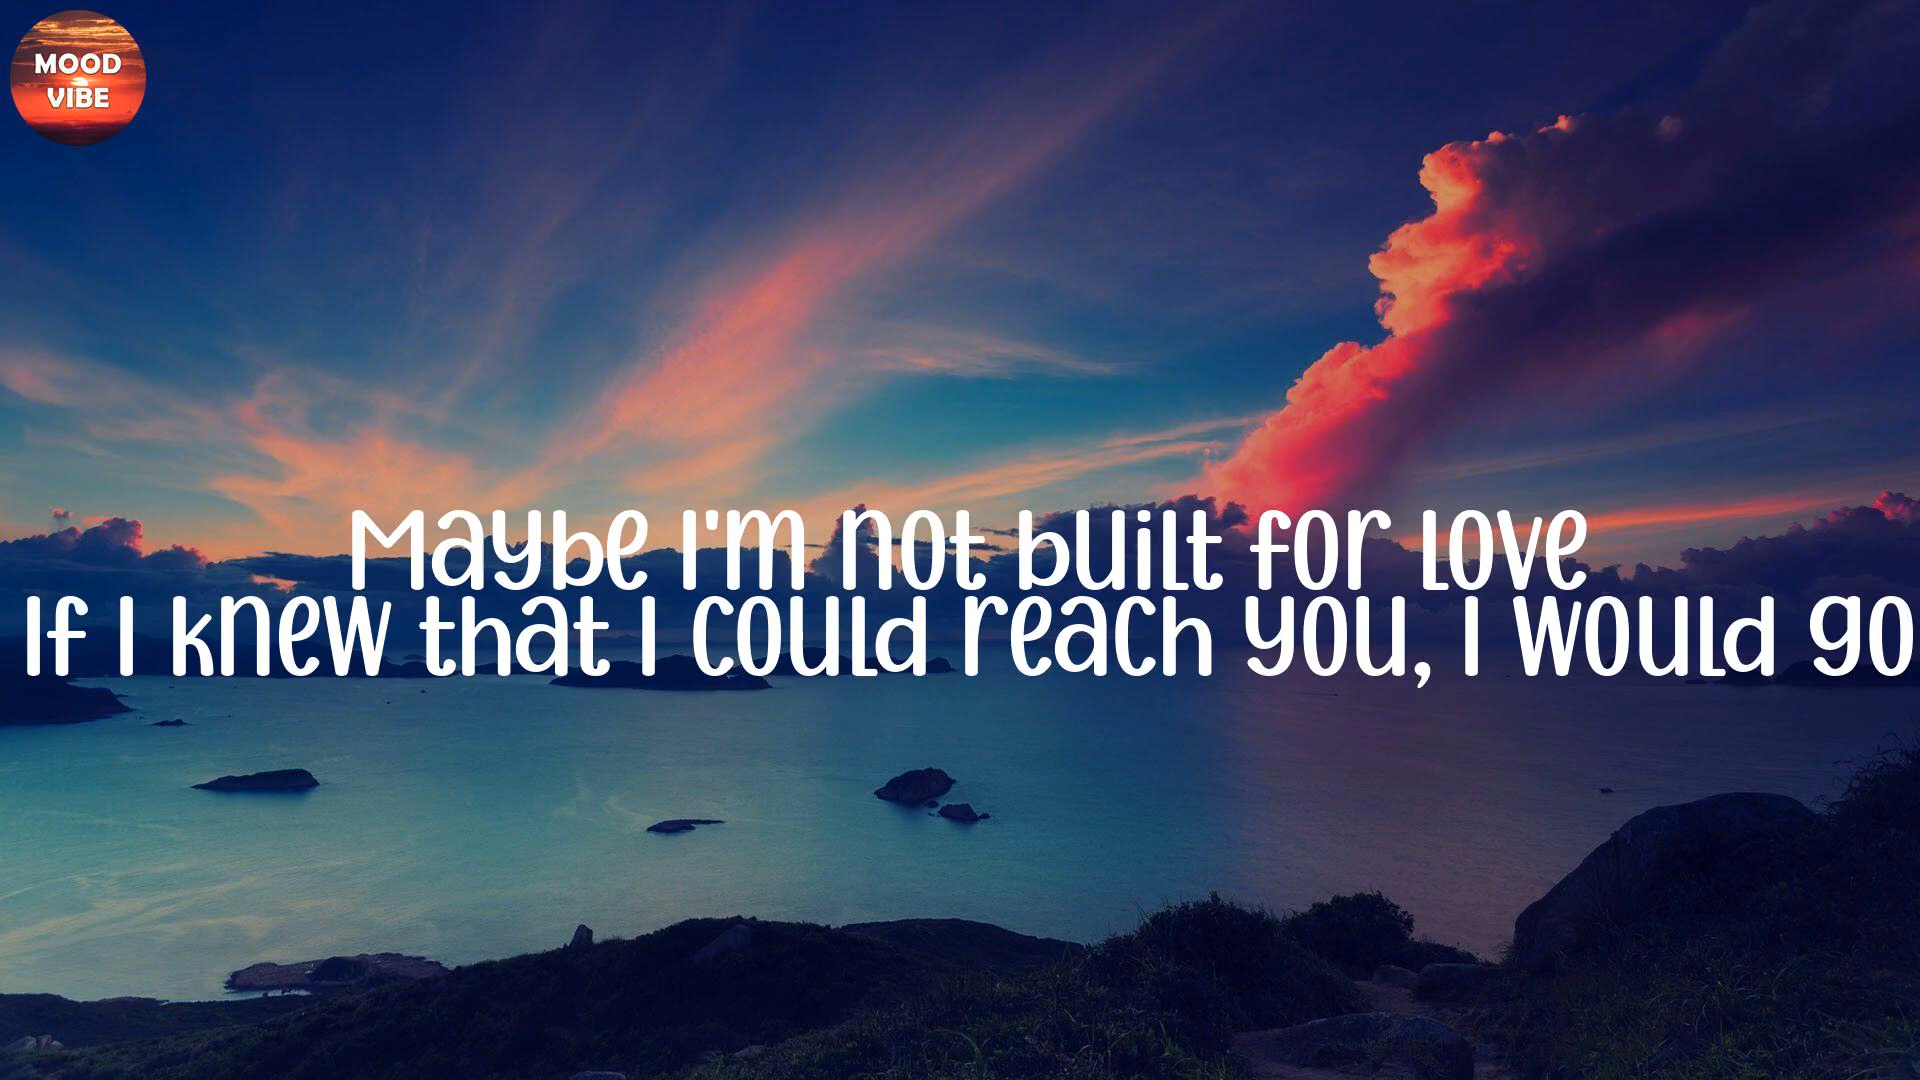 MOOD
VIBE
Maybe I'm not built for love
If I knew that I could reach you, I would go